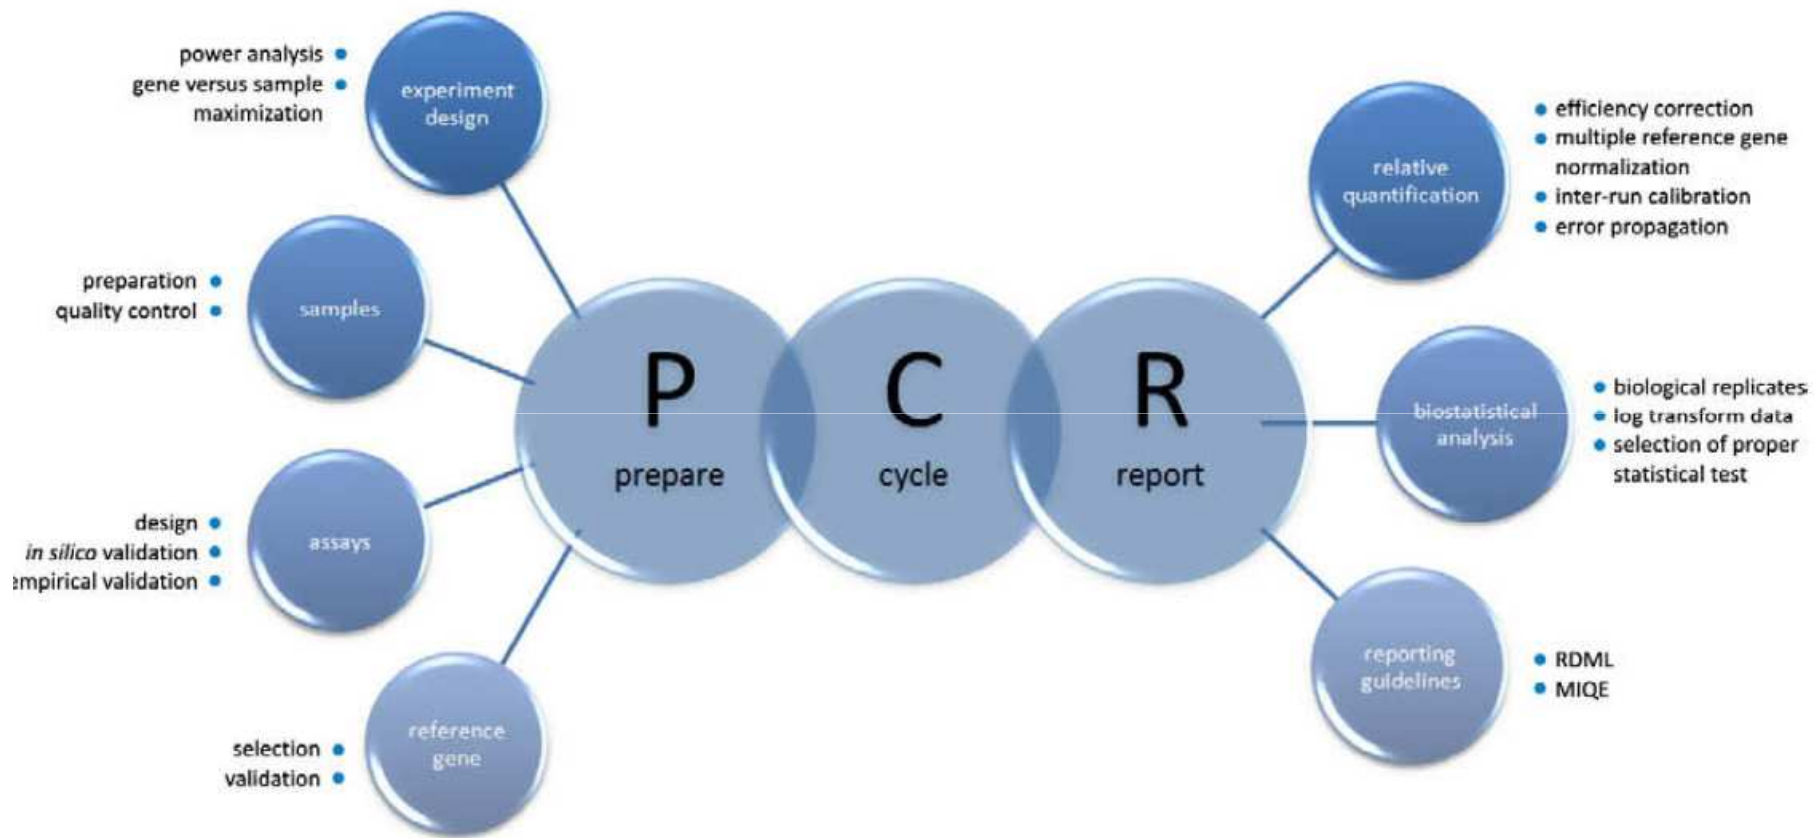 power analysis
gene versus sample
maximization
experiment
design
preparation
quality control
samples
design
in silico validation
empirical validation
assays
selection
validation
reference
gene
P
prepare
C
cycle
R
report
relative
quantification
efficiency correction
multiple reference gene
normalization
inter-run calibration
error propagation
biostatistical
analysis
biological replicates
log transform data
selection of proper
statistical test
reporting
guidelines
RDML
MIQE